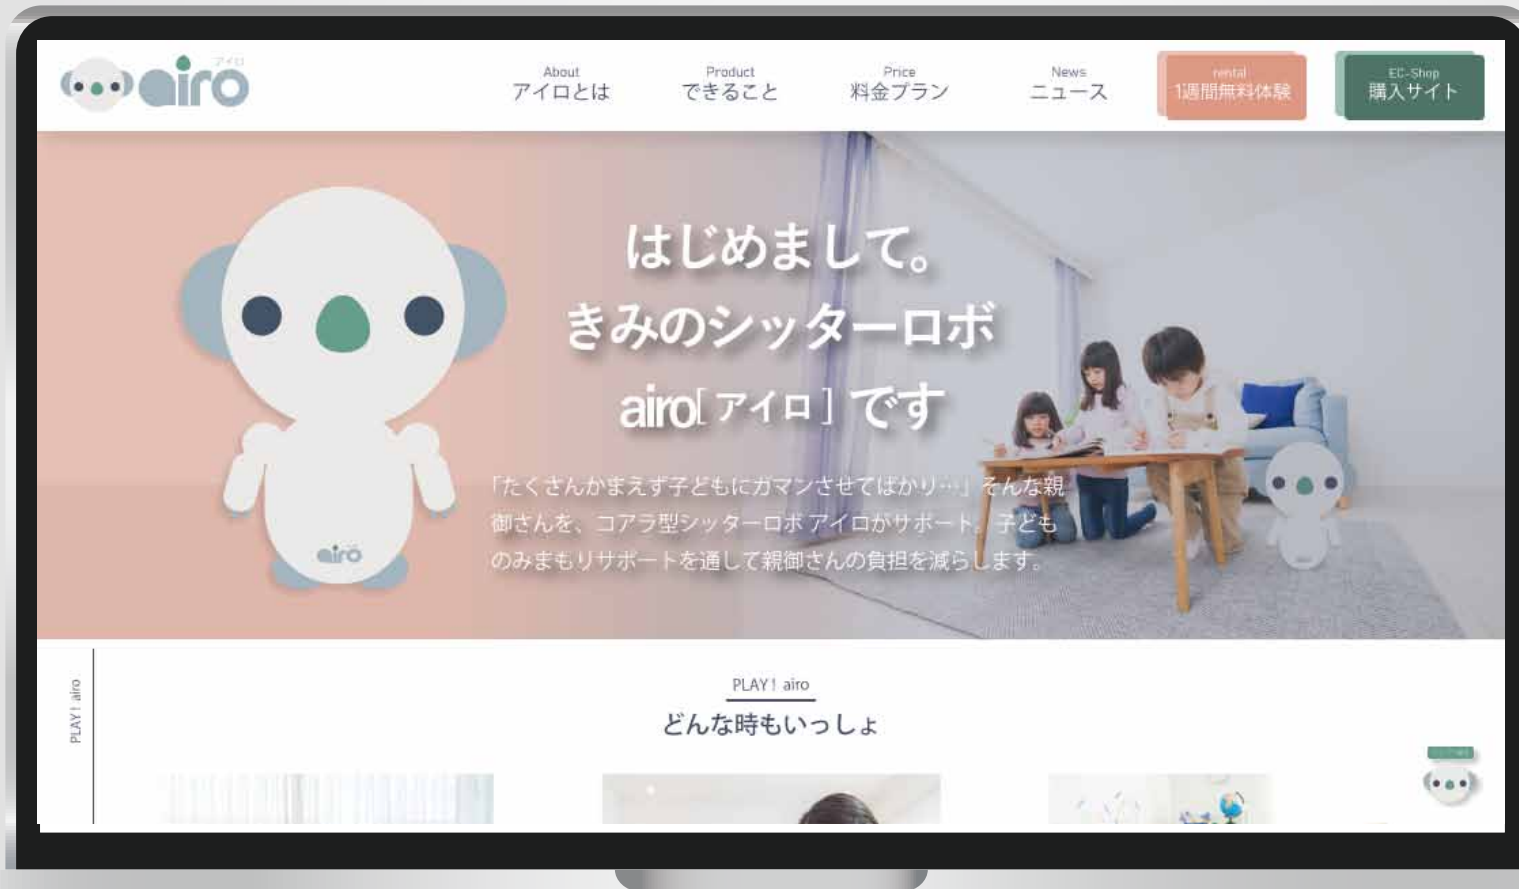 airo
アイロ
About
アイロとは
Product
できること
Price
料金プラン
News
ニュース
rental
1週間無料体験
EC-Shop
購入サイト
はじめまして。
きみのシッターロボ
airo[アイロ]です
「たくさんかまえず子どもにガマンさせてばかり…」そんな親
御さんを、コアラ型シッターロボ アイロがサポート。子ども
のみまもりサポートを通して親御さんの負担を減らします。
airo
PLAY! airo
PLAY! airo
どんな時もいっしょ